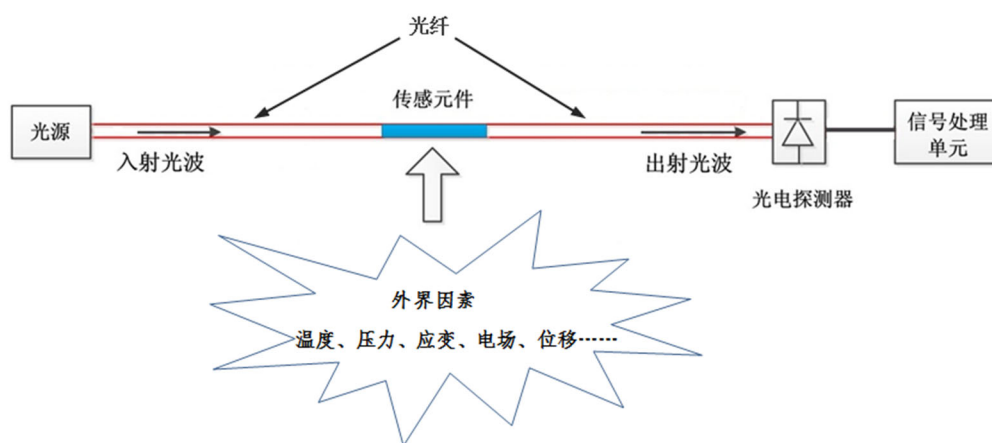 光纤
传感元件
光源
入射光波
出射光波
光电探测器
信号处理
单元
外界因素
温度、压力、应变、电场、位移……